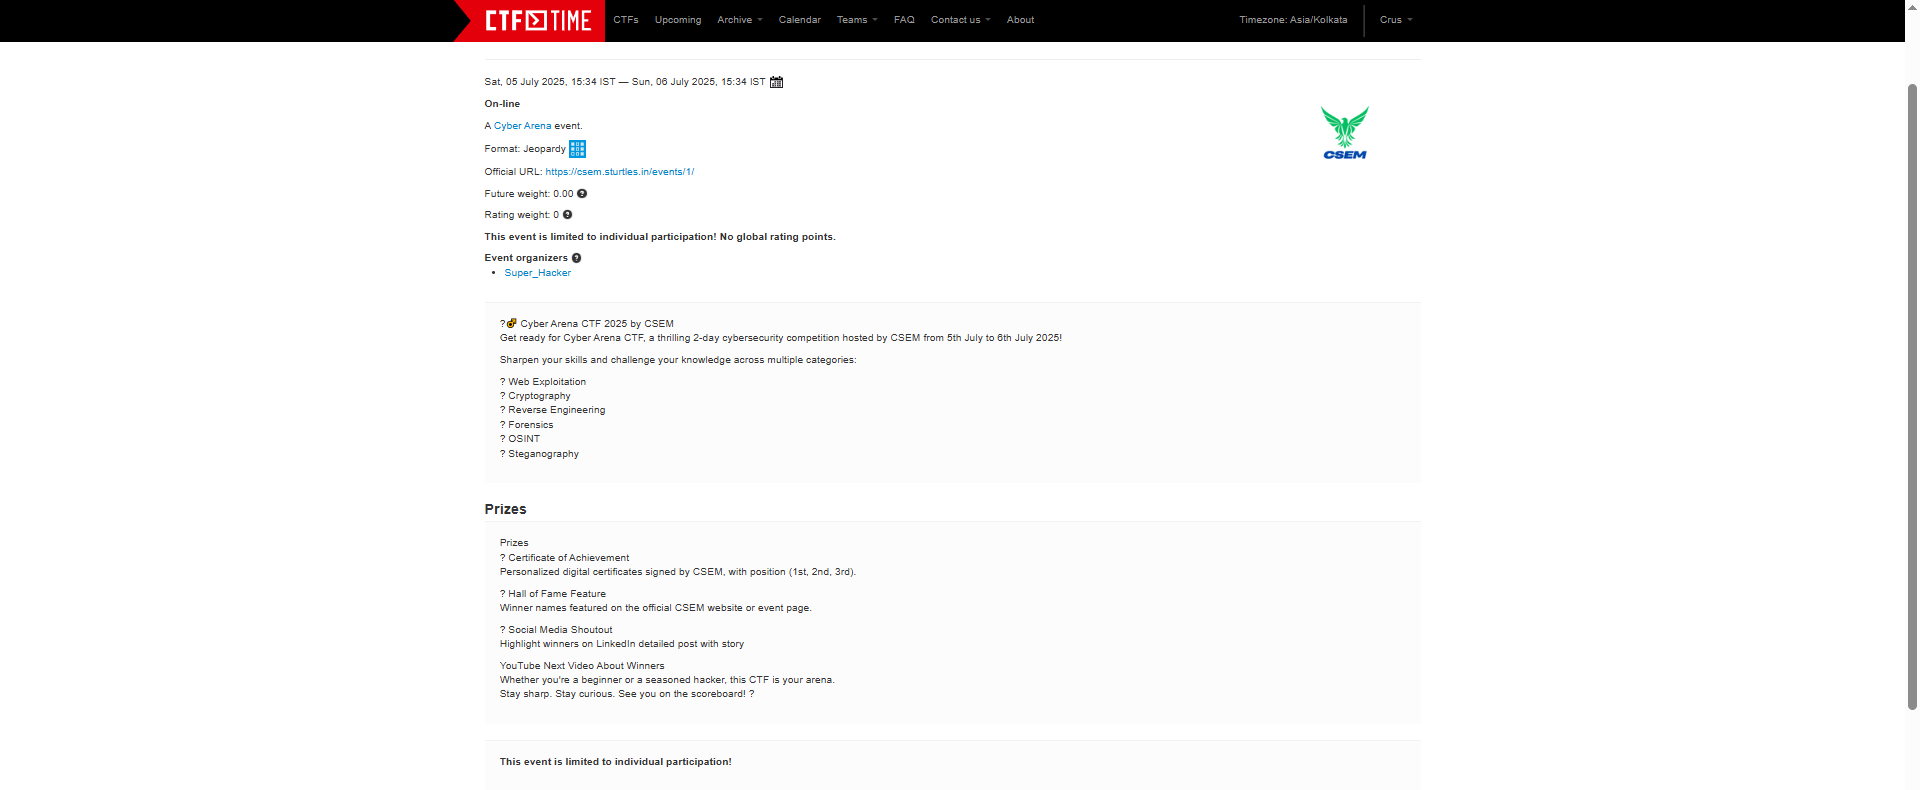 CTF TIME
CTFs Upcoming Archive Calendar Teams FAQ Contact us About Timezone: Asia/Kolkata Crus
Sat, 05 July 2025, 15:34 IST — Sun, 06 July 2025, 15:34 IST
On-line
A Cyber Arena event.
Format: Jeopardy
Official URL: https://csem.sturtles.in/events/1/
Future weight: 0.00
Rating weight: 0
This event is limited to individual participation! No global rating points.
Event organizers
• Super_Hacker
CSEM
? Cyber Arena CTF 2025 by CSEM
Get ready for Cyber Arena CTF, a thrilling 2-day cybersecurity competition hosted by CSEM from 5th July to 6th July 2025!
Sharpen your skills and challenge your knowledge across multiple categories:
? Web Exploitation
? Cryptography
? Reverse Engineering
? Forensics
? OSINT
? Steganography
Prizes
Prizes
? Certificate of Achievement
Personalized digital certificates signed by CSEM, with position (1st, 2nd, 3rd).
? Hall of Fame Feature
Winner names featured on the official CSEM website or event page.
? Social Media Shoutout
Highlight winners on LinkedIn detailed post with story
YouTube Next Video About Winners
Whether you're a beginner or a seasoned hacker, this CTF is your arena.
Stay sharp. Stay curious. See you on the scoreboard! ?
This event is limited to individual participation!